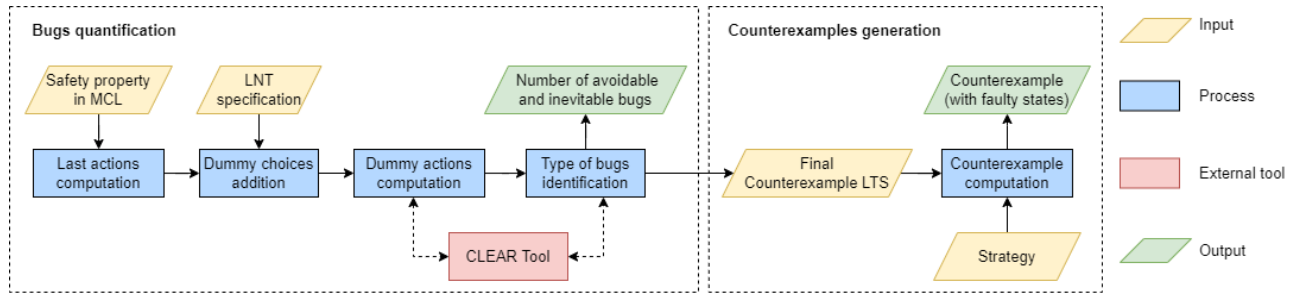 Bugs quantification
Safety property
in MCL
LNT
specification
Number of avoidable
and inevitable bugs
Last actions
computation
Dummy choices
addition
Dummy actions
computation
Type of bugs
identification
CLEAR Tool
Counterexamples generation
Counterexample
(with faulty states)
Final
Counterexample LTS
Counterexample
computation
Strategy
Input
Process
External tool
Output